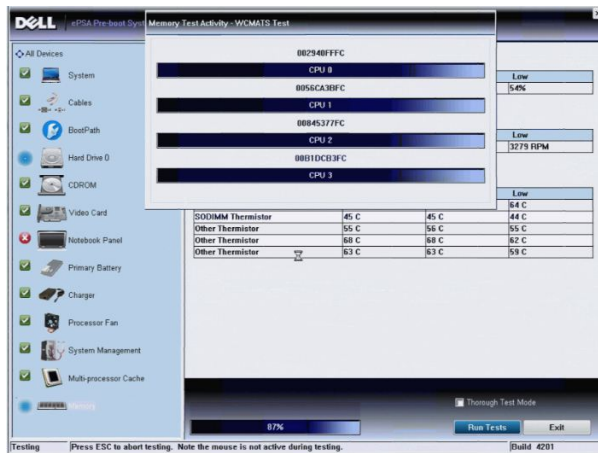 DELL
ePSA Pre-boot Syst
Memory Test Activity - WCMATS Test
002940FFFC
CPU 0
0056CA3BFC
CPU 1
00845377FC
CPU 2
00B1DCB3FC
CPU 3
All Devices
System
Cables
BootPath
Hard Drive 0
CDROM
Video Card
Notebook Panel
Primary Battery
Charger
Processor Fan
System Management
Multi-processor Cache
Low
54%
Low
3279 RPM
Low
64 C
SODIMM Thermistor 45 C 45 C 44 C
Other Thermistor 55 C 56 C 55 C
Other Thermistor 68 C 68 C 62 C
Other Thermistor 63 C 63 C 59 C
Thorough Test Mode
87%
Run Tests
Exit
Testing
Press ESC to abort testing. Note the mouse is not active during testing.
Build 4201